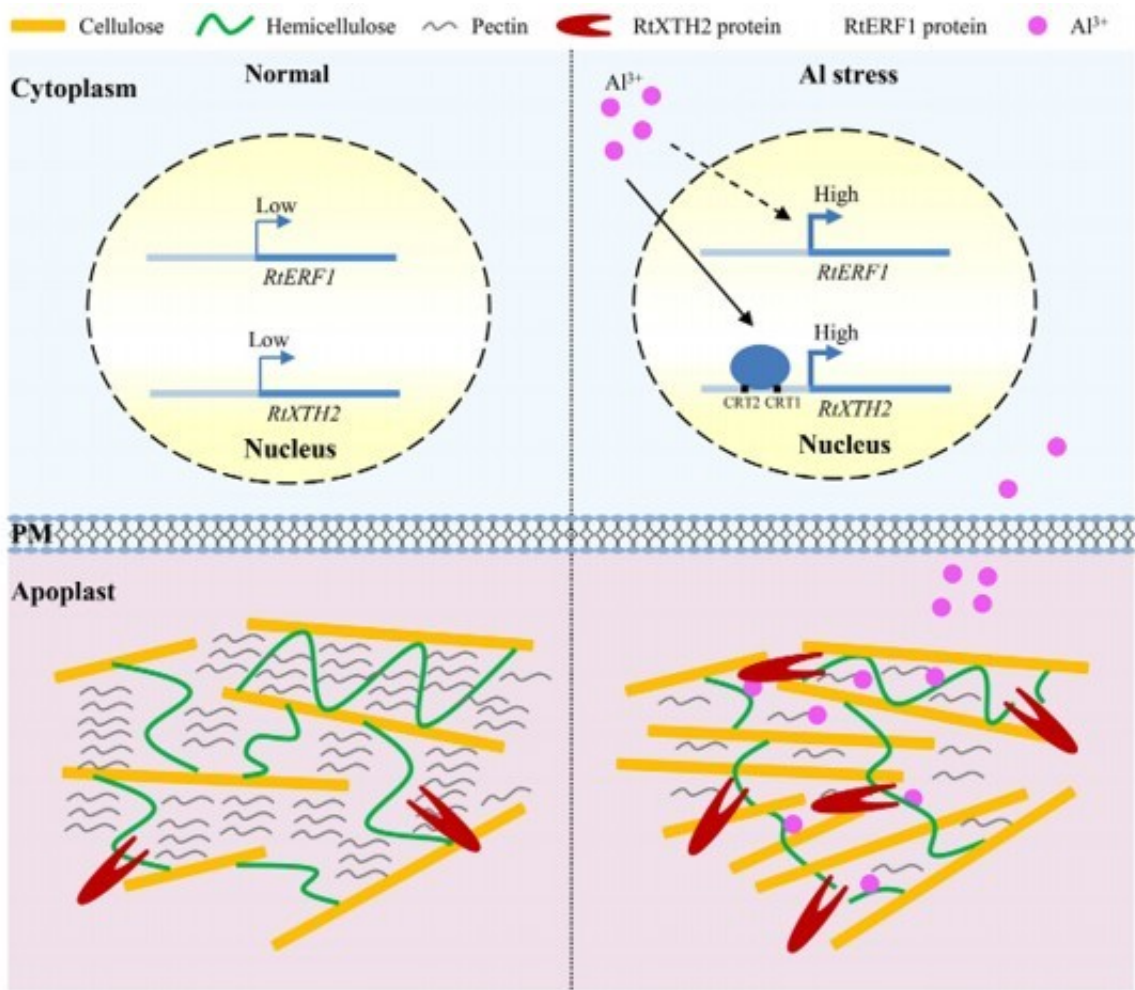 Cellulose Hemicellulose Pectin RtXTH2 protein RtERF1 protein Al³⁺
Cytoplasm
Normal
Low
RtERF1
Low
RtXTH2
Nucleus
Al stress
Al³⁺
High
RtERF1
High
CRT2 CRT1 RtXTH2
Nucleus
PM
Apoplast